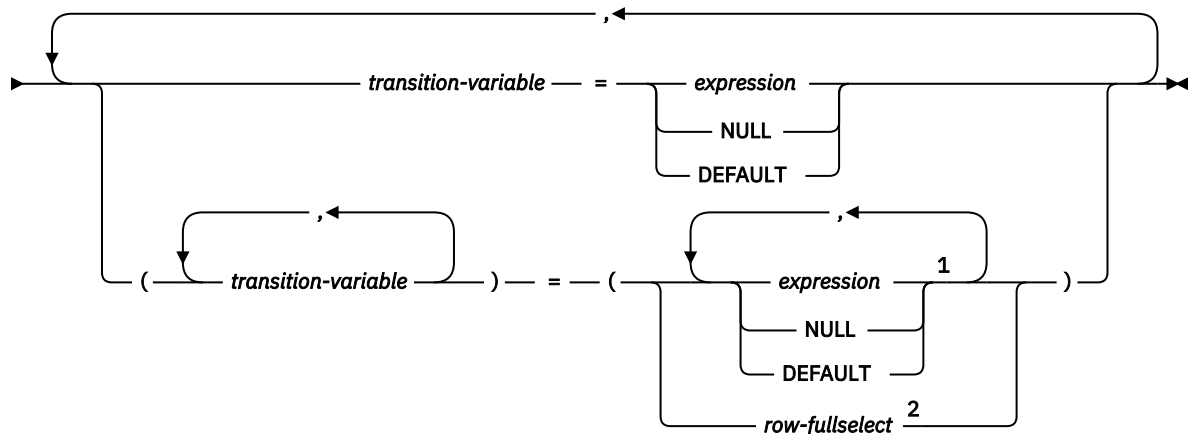 ,
transition-variable = expression
NULL
DEFAULT
, ,
( transition-variable ) = ( expression 1 )
NULL
DEFAULT
row-fullselect 2